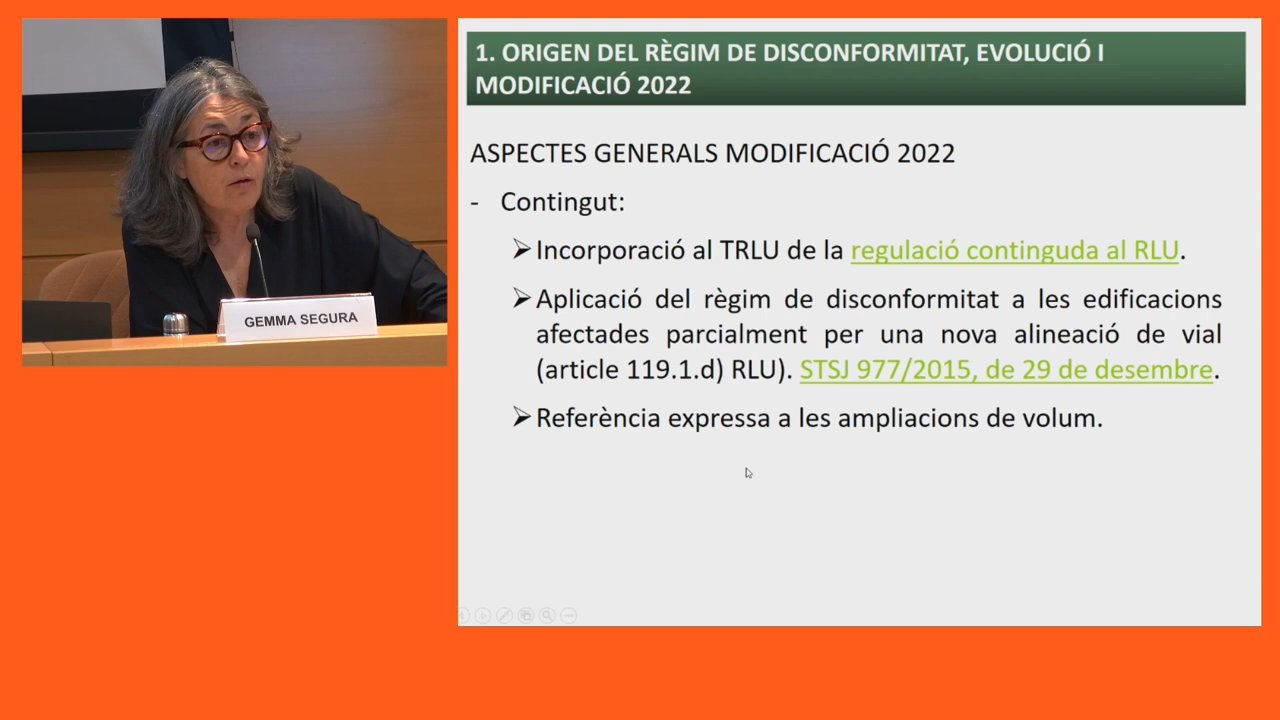 GEMMA SEGURA
1. ORIGEN DEL RÈGIM DE DISCONFORMITAT, EVOLUCIÓ I
MODIFICACIÓ 2022
ASPECTES GENERALS MODIFICACIÓ 2022
- Contingut:
➢Incorporació al TRLU de la regulació continguda al RLU.
➢Aplicació del règim de disconformitat a les edificacions
afectades parcialment per una nova alineació de vial
(article 119.1.d) RLU). STSJ 977/2015, de 29 de desembre.
➢Referència expressa a les ampliacions de volum.